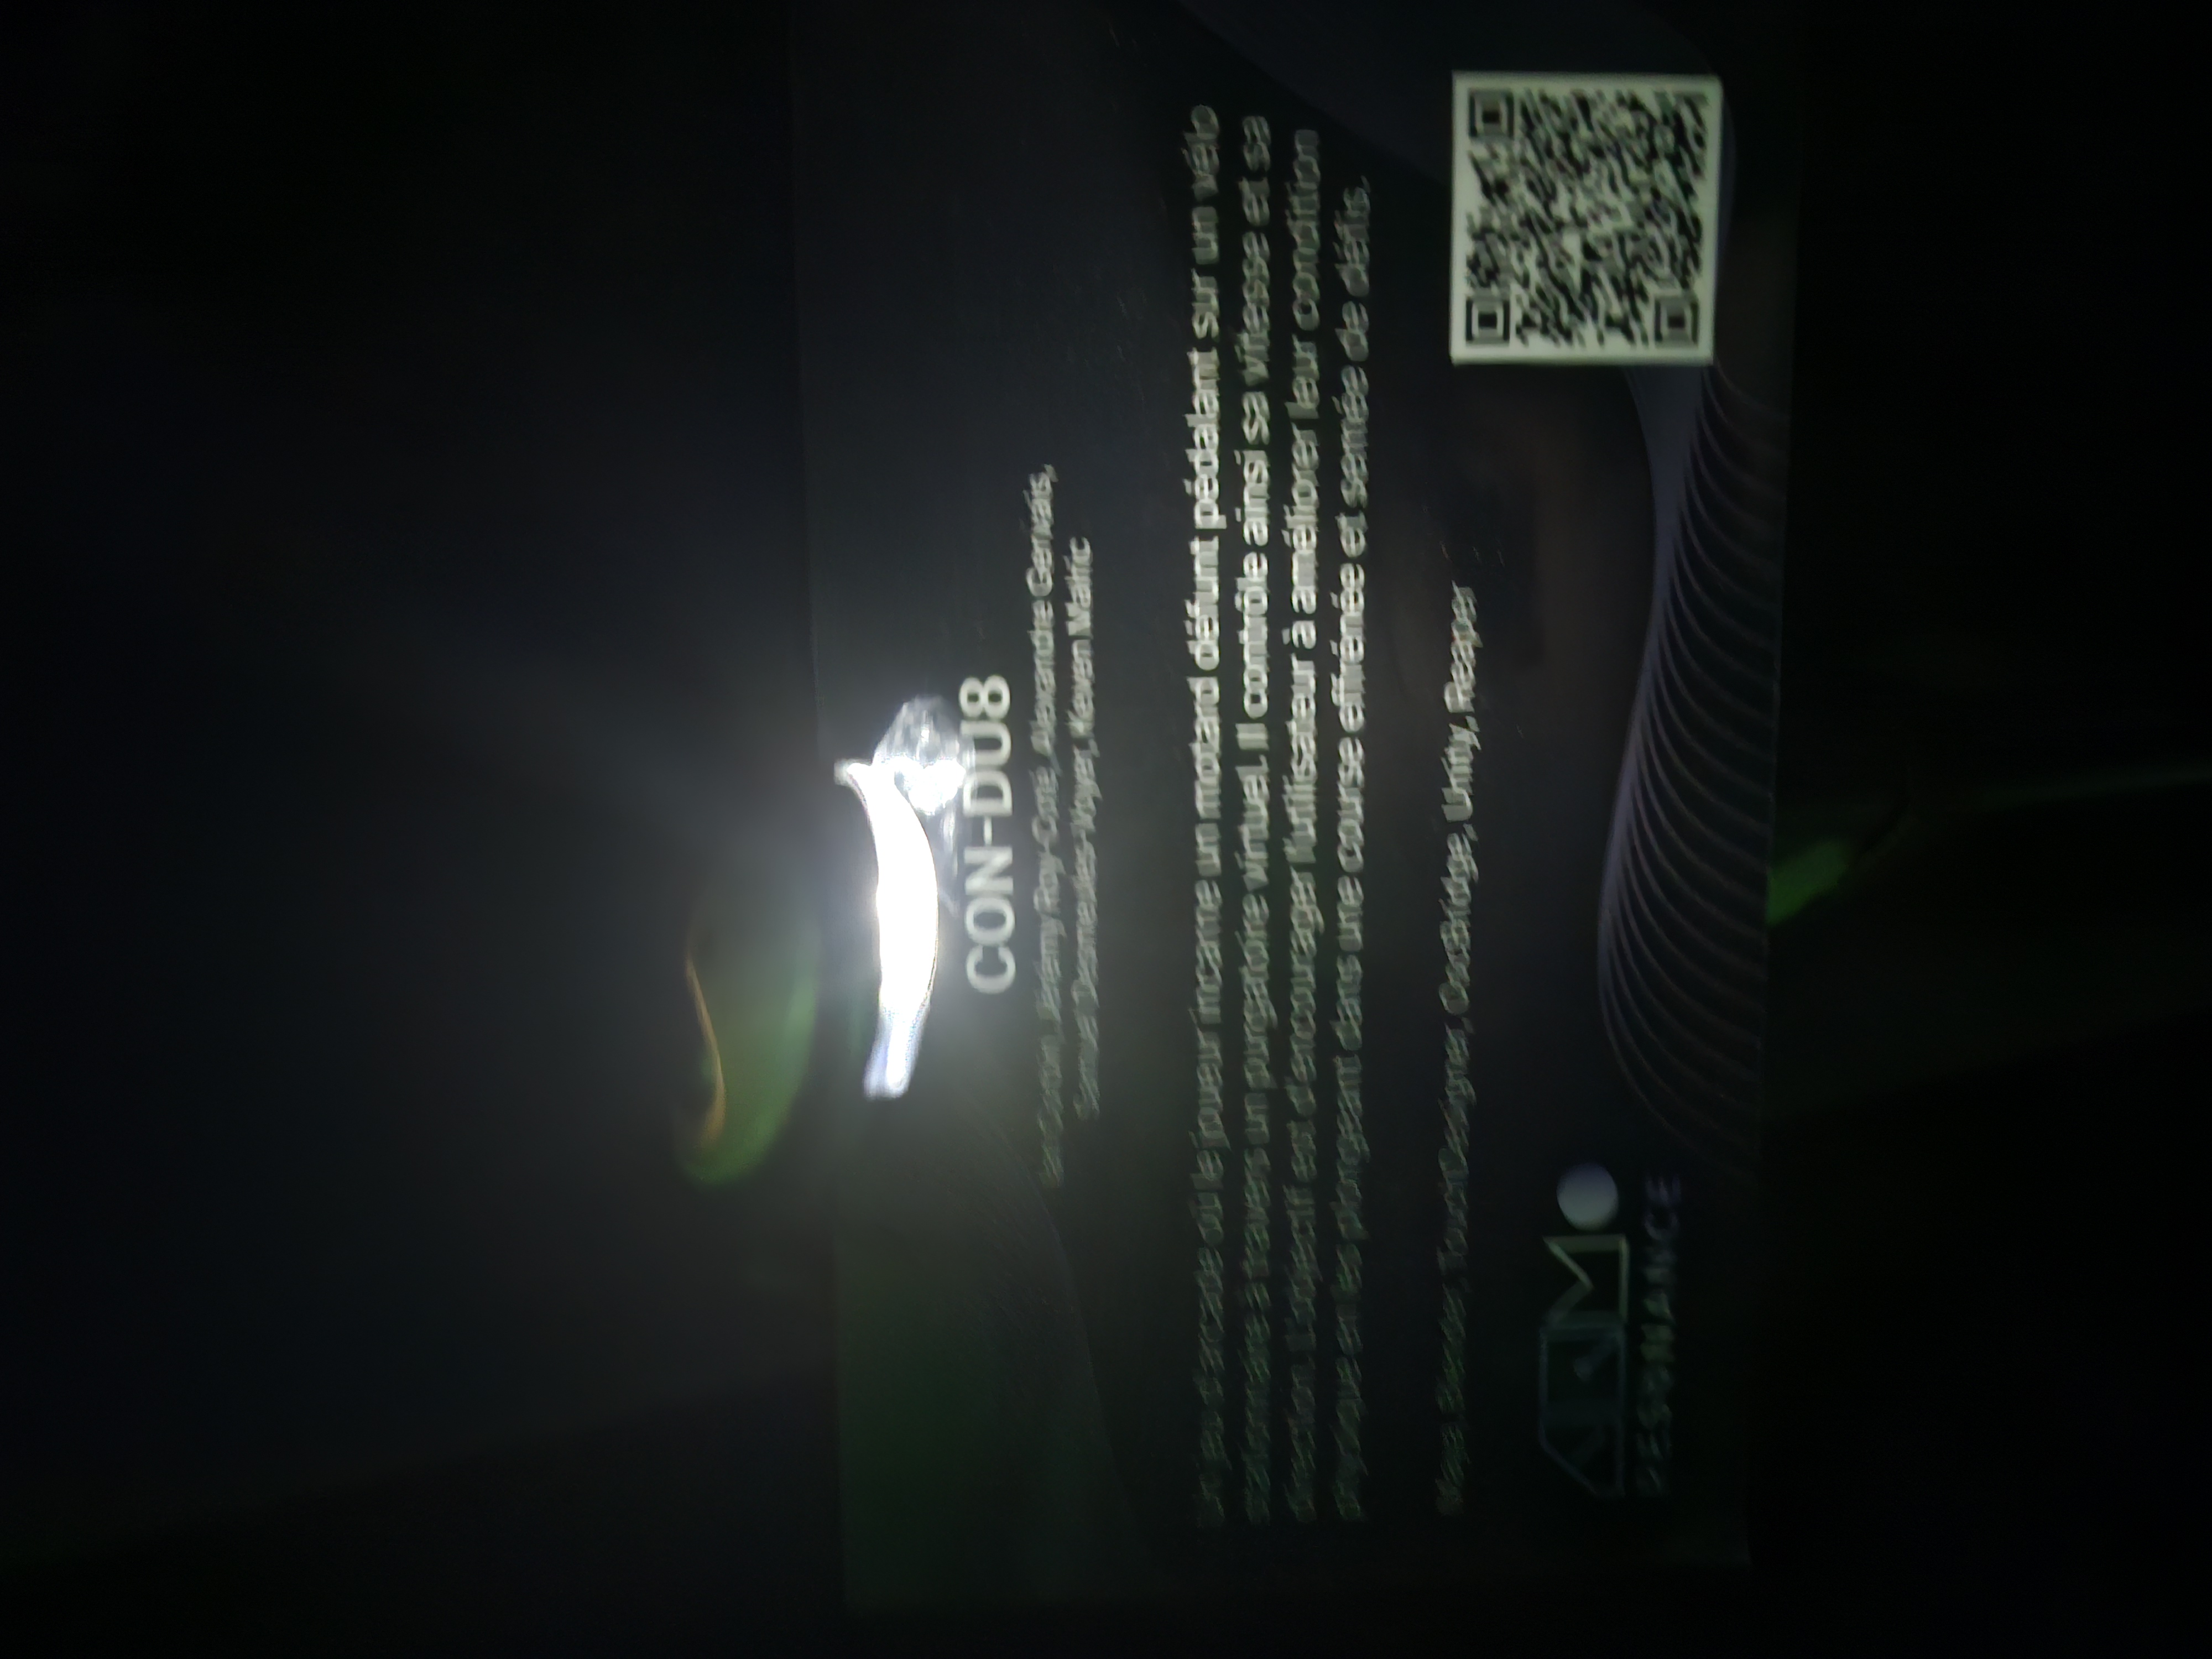 CON-DU8
Ian Corbin, Jérémy Roy-Coté, Alexandre Gervais,
Samuel Desmeules-Voyer, Keven Malric
Un jeu d'arcade où le joueur incarne un motard défunt pédalant sur un vélo
stationnaire à travers un purgatoire virtuel. Il contrôle ainsi sa vitesse et sa
direction. L'objectif est d'encourager l'utilisateur à améliorer leur condition
physique en les plongeant dans une course effrénée et semée de défis.
Maya, Blender, TouchDesigner, OscBridge, Unity, Reaper
RESONANCE